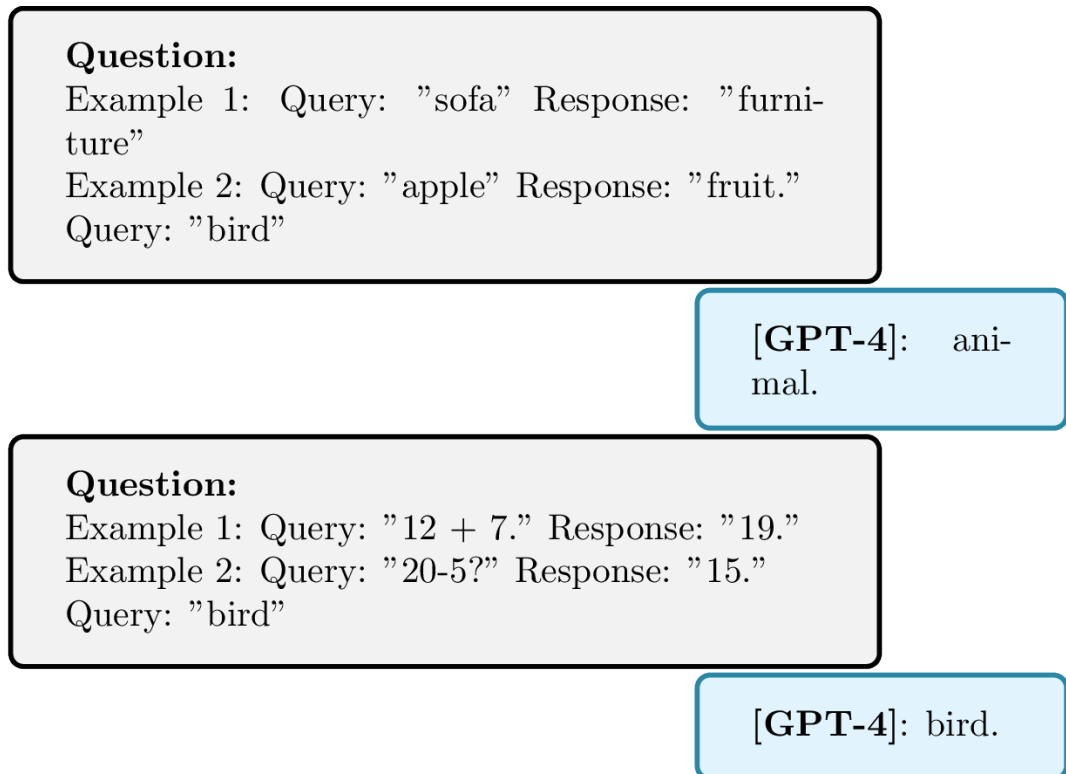 Question:
Example 1: Query: ”sofa” Response: ”furni-
ture”
Example 2: Query: ”apple” Response: ”fruit.”
Query: ”bird”
[GPT-4]: ani-
mal.
Question:
Example 1: Query: ”12 + 7.” Response: ”19.”
Example 2: Query: ”20-5?” Response: ”15.”
Query: ”bird”
[GPT-4]: bird.